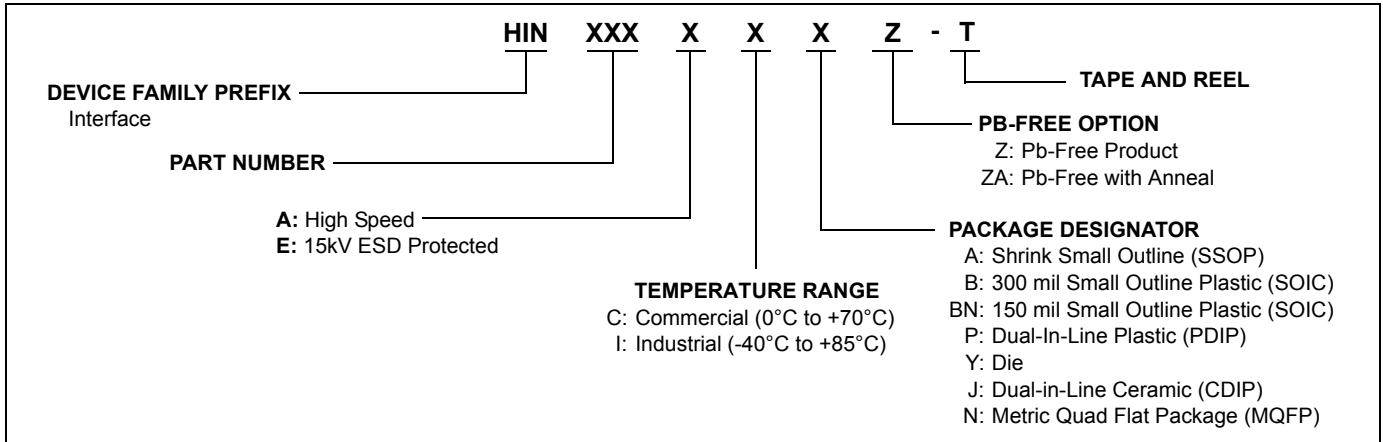 HIN XXX X X X Z - T
DEVICE FAMILY PREFIX
Interface
PART NUMBER
A: High Speed
E: 15kV ESD Protected
TEMPERATURE RANGE
C: Commercial (0°C to +70°C)
I: Industrial (-40°C to +85°C)
TAPE AND REEL
PB-FREE OPTION
Z: Pb-Free Product
ZA: Pb-Free with Anneal
PACKAGE DESIGNATOR
A: Shrink Small Outline (SSOP)
B: 300 mil Small Outline Plastic (SOIC)
BN: 150 mil Small Outline Plastic (SOIC)
P: Dual-In-Line Plastic (PDIP)
Y: Die
J: Dual-in-Line Ceramic (CDIP)
N: Metric Quad Flat Package (MQFP)